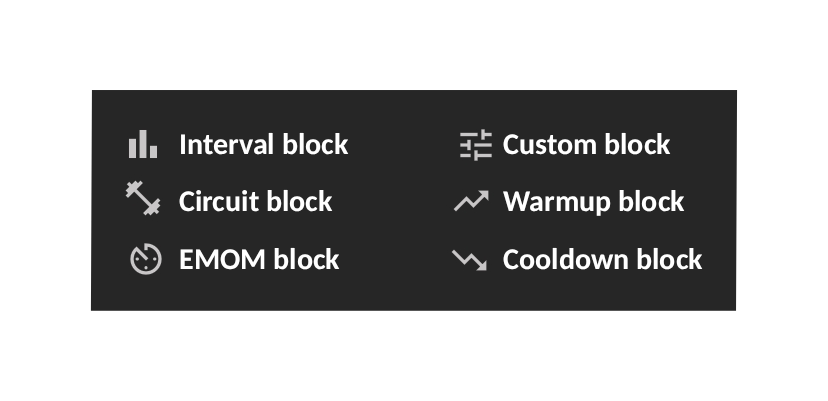 Interval block
Circuit block
EMOM block
Custom block
Warmup block
Cooldown block